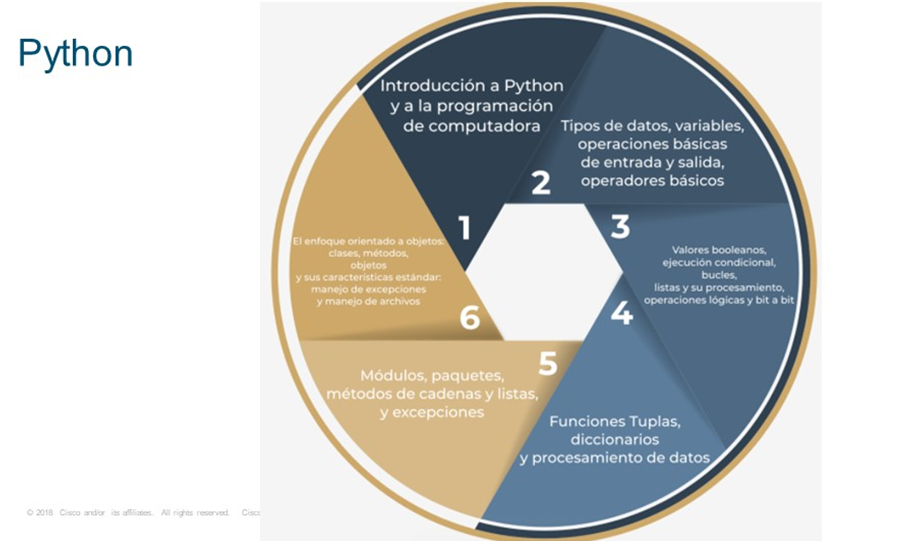 Python
Introducción a Python
y a la programación
de computadora
1
Tipos de datos, variables,
operaciones básicas
de entrada y salida,
operadores básicos
2
3
Valores booleanos,
ejecución condicional,
bucles,
listas y su procesamiento,
operaciones lógicas y bit a bit
4
Funciones Tuplas,
diccionarios
y procesamiento de datos
5
Módulos, paquetes,
métodos de cadenas y listas,
y excepciones
6
El enfoque orientado a objetos:
clases, métodos,
objetos
y sus características estándar:
manejo de excepciones
y manejo de archivos
© 2018 Cisco and/or its affiliates. All rights reserved. Cisco